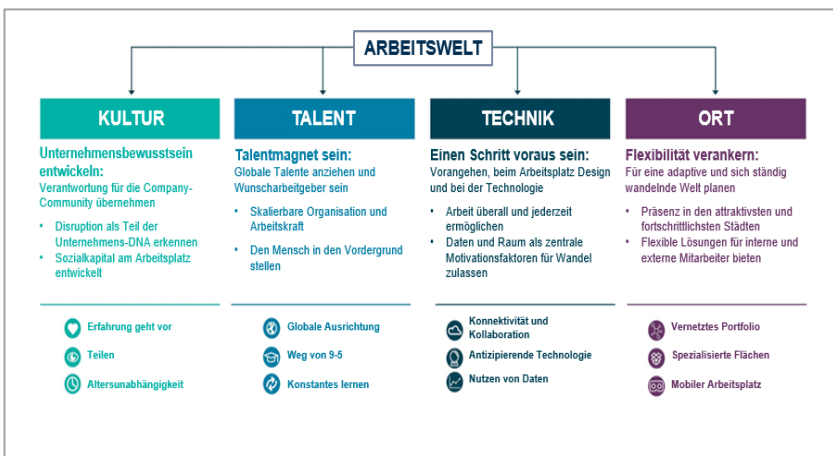 ARBEITSWELT
KULTUR
Unternehmensbewusstsein
entwickeln:
Verantwortung für die Company-
Community übernehmen
• Disruption als Teil der
Unternehmens-DNA erkennen
• Sozialkapital am Arbeitsplatz
entwickelt
Erfahrung geht vor
Teilen
Altersunabhängigkeit
TALENT
Talentmagnet sein:
Globale Talente anziehen und
Wunscharbeitgeber sein
• Skalierbare Organisation und
Arbeitskraft
• Den Mensch in den Vordergrund
stellen
Globale Ausrichtung
Weg von 9-5
Konstantes lernen
TECHNIK
Einen Schritt voraus sein:
Vorangehen, beim Arbeitsplatz Design
und bei der Technologie
• Arbeit überall und jederzeit
ermöglichen
• Daten und Raum als zentrale
Motivationsfaktoren für Wandel
zulassen
Konnektivität und
Kollaboration
Antizipierende Technologie
Nutzen von Daten
ORT
Flexibilität verankern:
Für eine adaptive und sich ständig
wandelnde Welt planen
• Präsenz in den attraktivsten und
fortschrittlichsten Städten
• Flexible Lösungen für interne und
externe Mitarbeiter bieten
Vernetztes Portfolio
Spezialisierte Flächen
Mobiler Arbeitsplatz